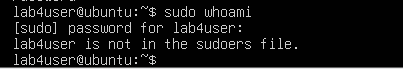 lab4user@ubuntu:~$ sudo whoami
[sudo] password for lab4user:
lab4user is not in the sudoers file.
lab4user@ubuntu:~$